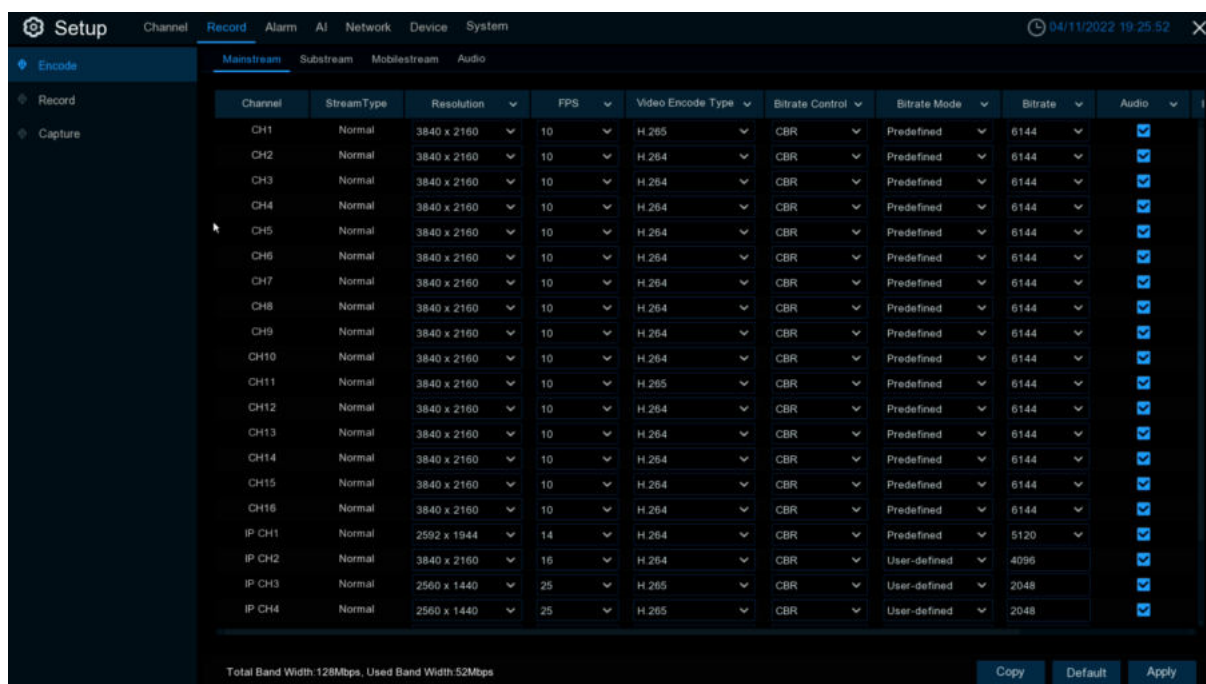 Setup Channel Record Alarm AI Network Device System 04/11/2022 19:25:52
Encode
Record
Capture
Mainstream Substream Mobilestream Audio
Channel StreamType Resolution FPS Video Encode Type Bitrate Control Bitrate Mode Bitrate Audio
CH1 Normal 3840 x 2160 10 H.265 CBR Predefined 6144
CH2 Normal 3840 x 2160 10 H.264 CBR Predefined 6144
CH3 Normal 3840 x 2160 10 H.264 CBR Predefined 6144
CH4 Normal 3840 x 2160 10 H.264 CBR Predefined 6144
CH5 Normal 3840 x 2160 10 H.264 CBR Predefined 6144
CH6 Normal 3840 x 2160 10 H.264 CBR Predefined 6144
CH7 Normal 3840 x 2160 10 H.264 CBR Predefined 6144
CH8 Normal 3840 x 2160 10 H.264 CBR Predefined 6144
CH9 Normal 3840 x 2160 10 H.264 CBR Predefined 6144
CH10 Normal 3840 x 2160 10 H.264 CBR Predefined 6144
CH11 Normal 3840 x 2160 10 H.265 CBR Predefined 6144
CH12 Normal 3840 x 2160 10 H.264 CBR Predefined 6144
CH13 Normal 3840 x 2160 10 H.264 CBR Predefined 6144
CH14 Normal 3840 x 2160 10 H.264 CBR Predefined 6144
CH15 Normal 3840 x 2160 10 H.264 CBR Predefined 6144
CH16 Normal 3840 x 2160 10 H.264 CBR Predefined 6144
IP CH1 Normal 2592 x 1944 14 H.264 CBR Predefined 5120
IP CH2 Normal 3840 x 2160 16 H.264 CBR User-defined 4096
IP CH3 Normal 2560 x 1440 25 H.265 CBR User-defined 2048
IP CH4 Normal 2560 x 1440 25 H.265 CBR User-defined 2048
Total Band Width:128Mbps, Used Band Width:52Mbps Copy Default Apply